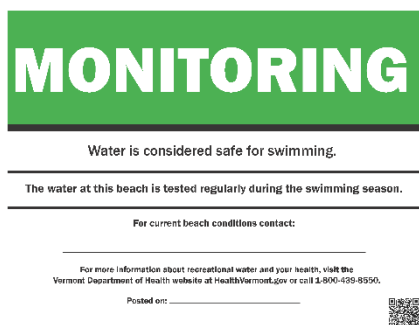 MONITORING
Water is considered safe for swimming.
The water at this beach is tested regularly during the swimming season.
For current beach conditions contact:
For more information about recreational water and your health, visit the
Vermont Department of Health website at HealthVermont.gov or call 1-800-439-8550.
Posted on: